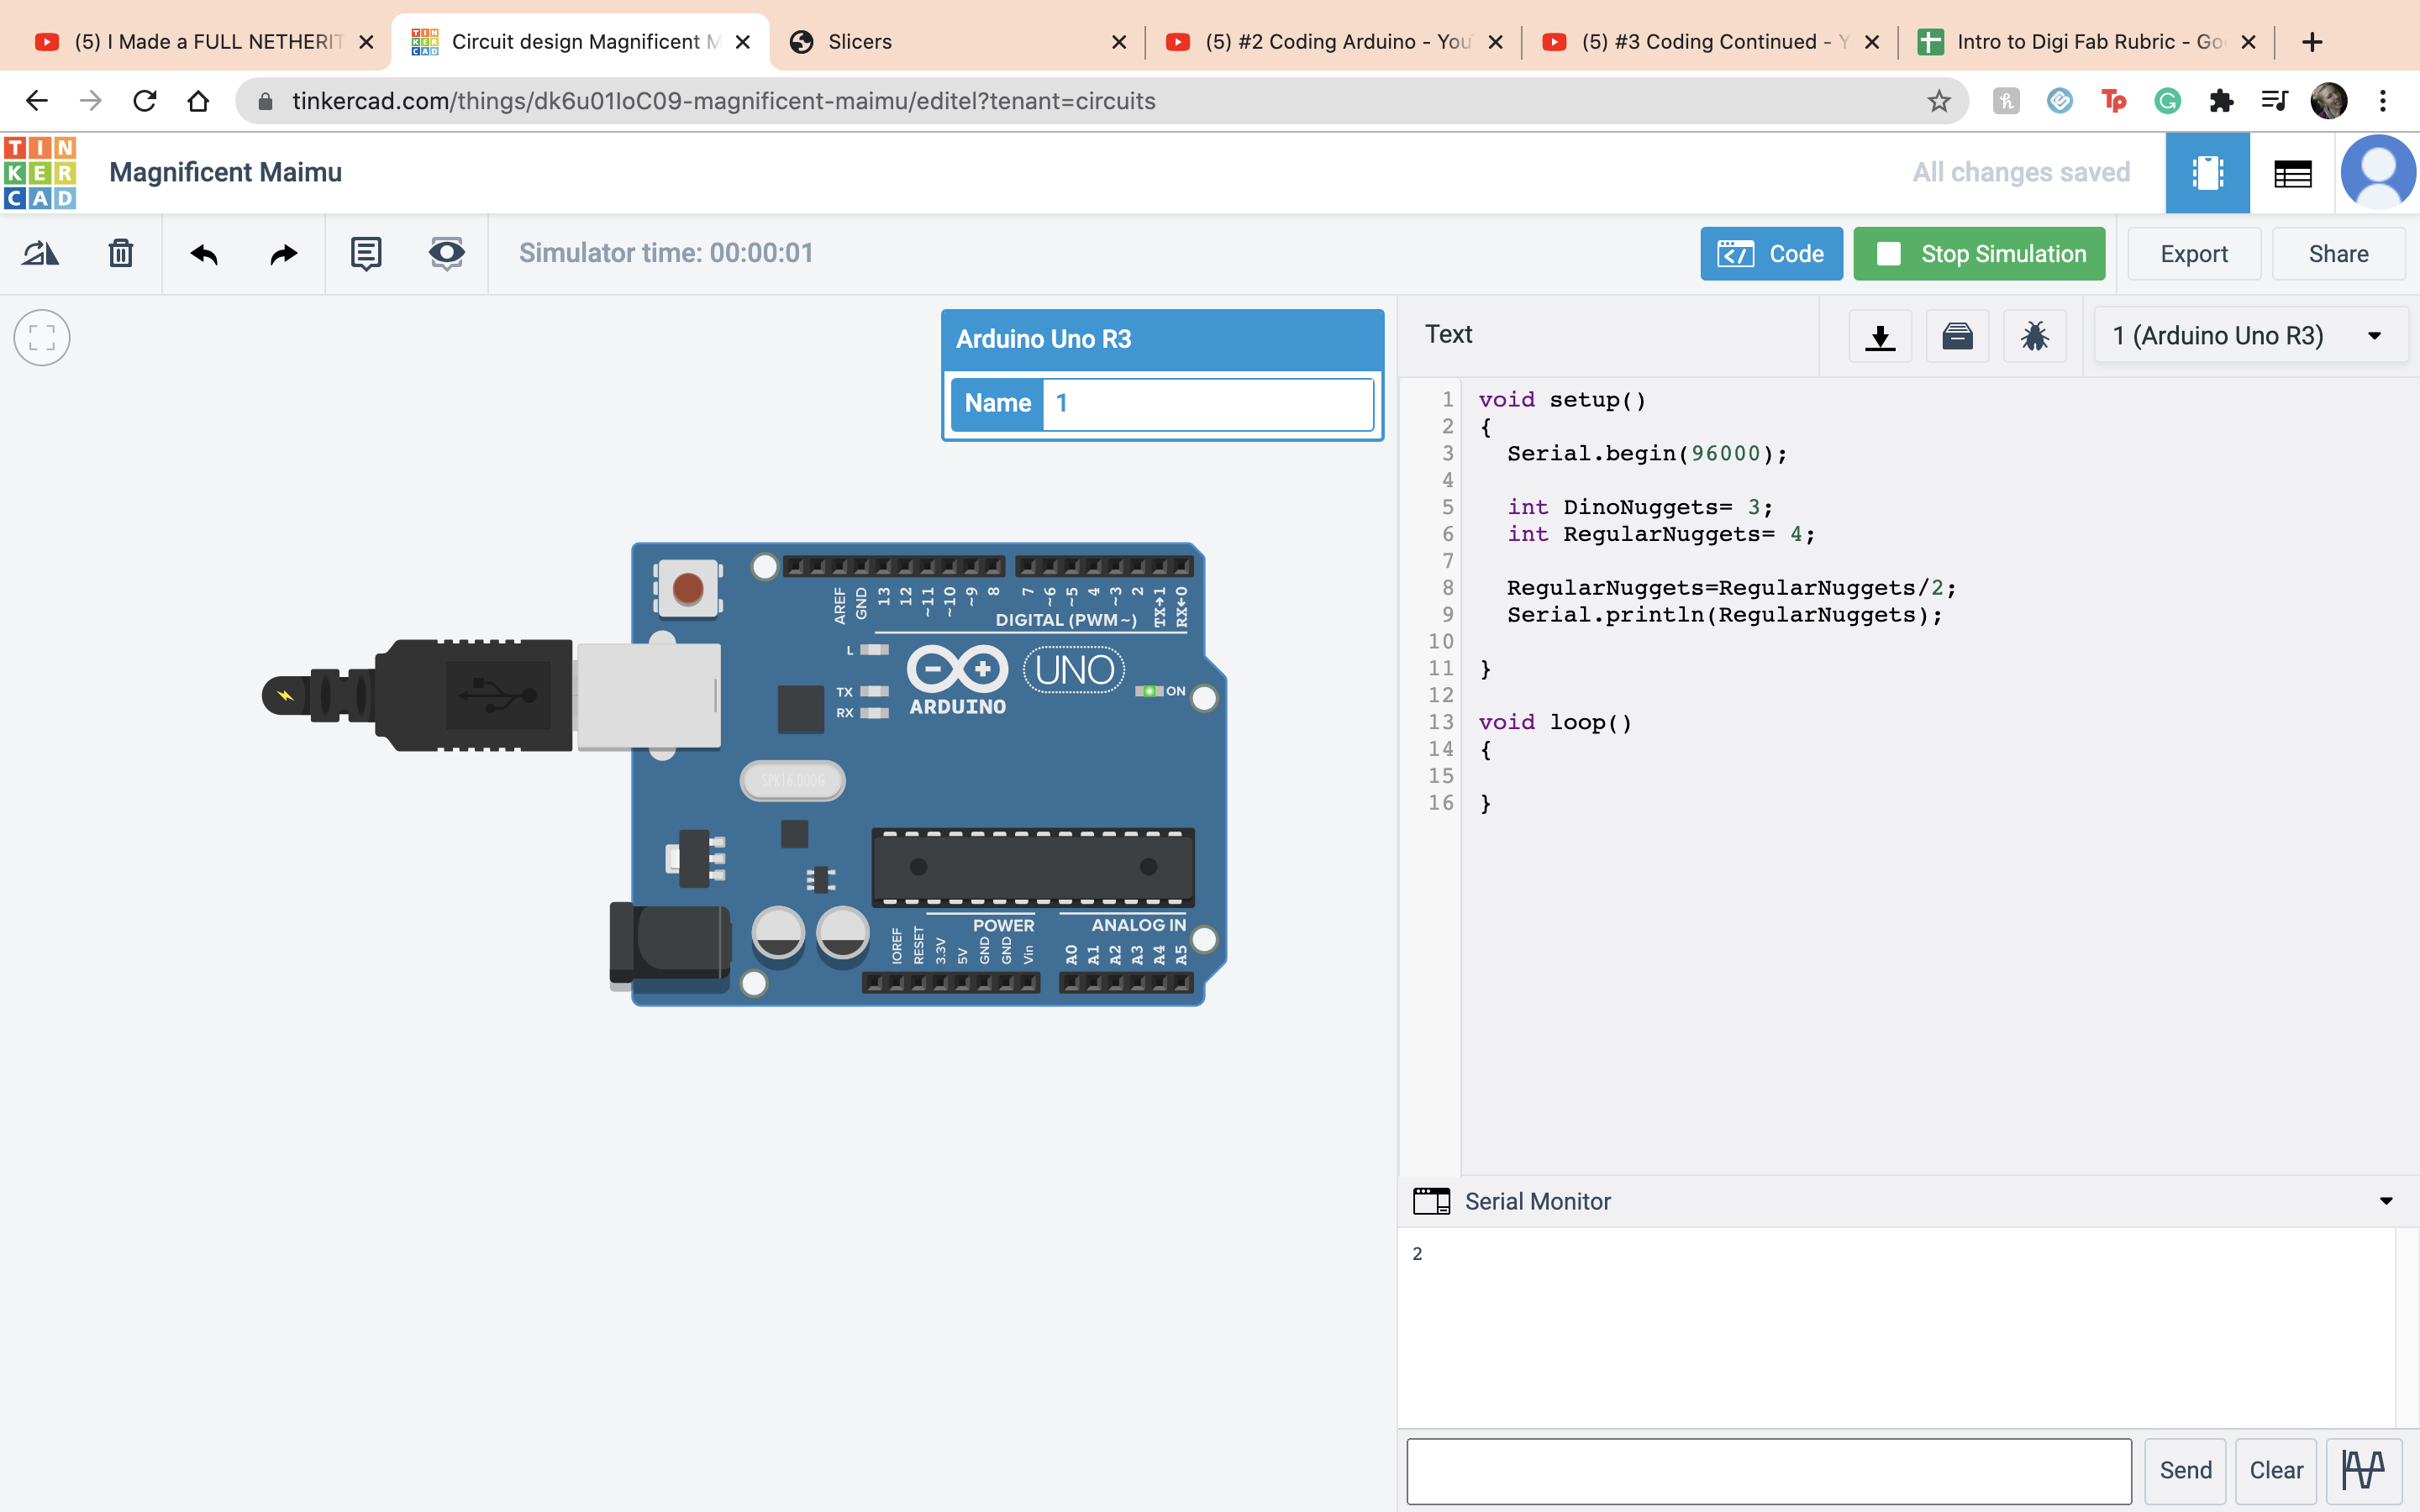 (5) I Made a FULL NETHERIT
Circuit design Magnificent M
Slicers
(5) #2 Coding Arduino - You
(5) #3 Coding Continued - Y
Intro to Digi Fab Rubric - Go
tinkercad.com/things/dk6u01IoC09-magnificent-maimu/editel?tenant=circuits
TIN
KER
CAD
Magnificent Maimu
All changes saved
Simulator time: 00:00:01
Code
Stop Simulation
Export
Share
Arduino Uno R3
Name 1
AREF
GND
13
12
~11
~10
~9
8
7
~6
~5
4
~3
2
TX→1
RX←0
DIGITAL (PWM~)
L
TX
RX
ARDUINO
UNO
ON
SPK16.000G
POWER
ANALOG IN
IOREF
RESET
3.3V
5V
GND
GND
Vin
A0
A1
A2
A3
A4
A5
Text
1 (Arduino Uno R3)
1 void setup()
2 {
3 Serial.begin(96000);
4
5 int DinoNuggets= 3;
6 int RegularNuggets= 4;
7
8 RegularNuggets=RegularNuggets/2;
9 Serial.println(RegularNuggets);
10
11 }
12
13 void loop()
14 {
15
16 }
Serial Monitor
2
Send
Clear